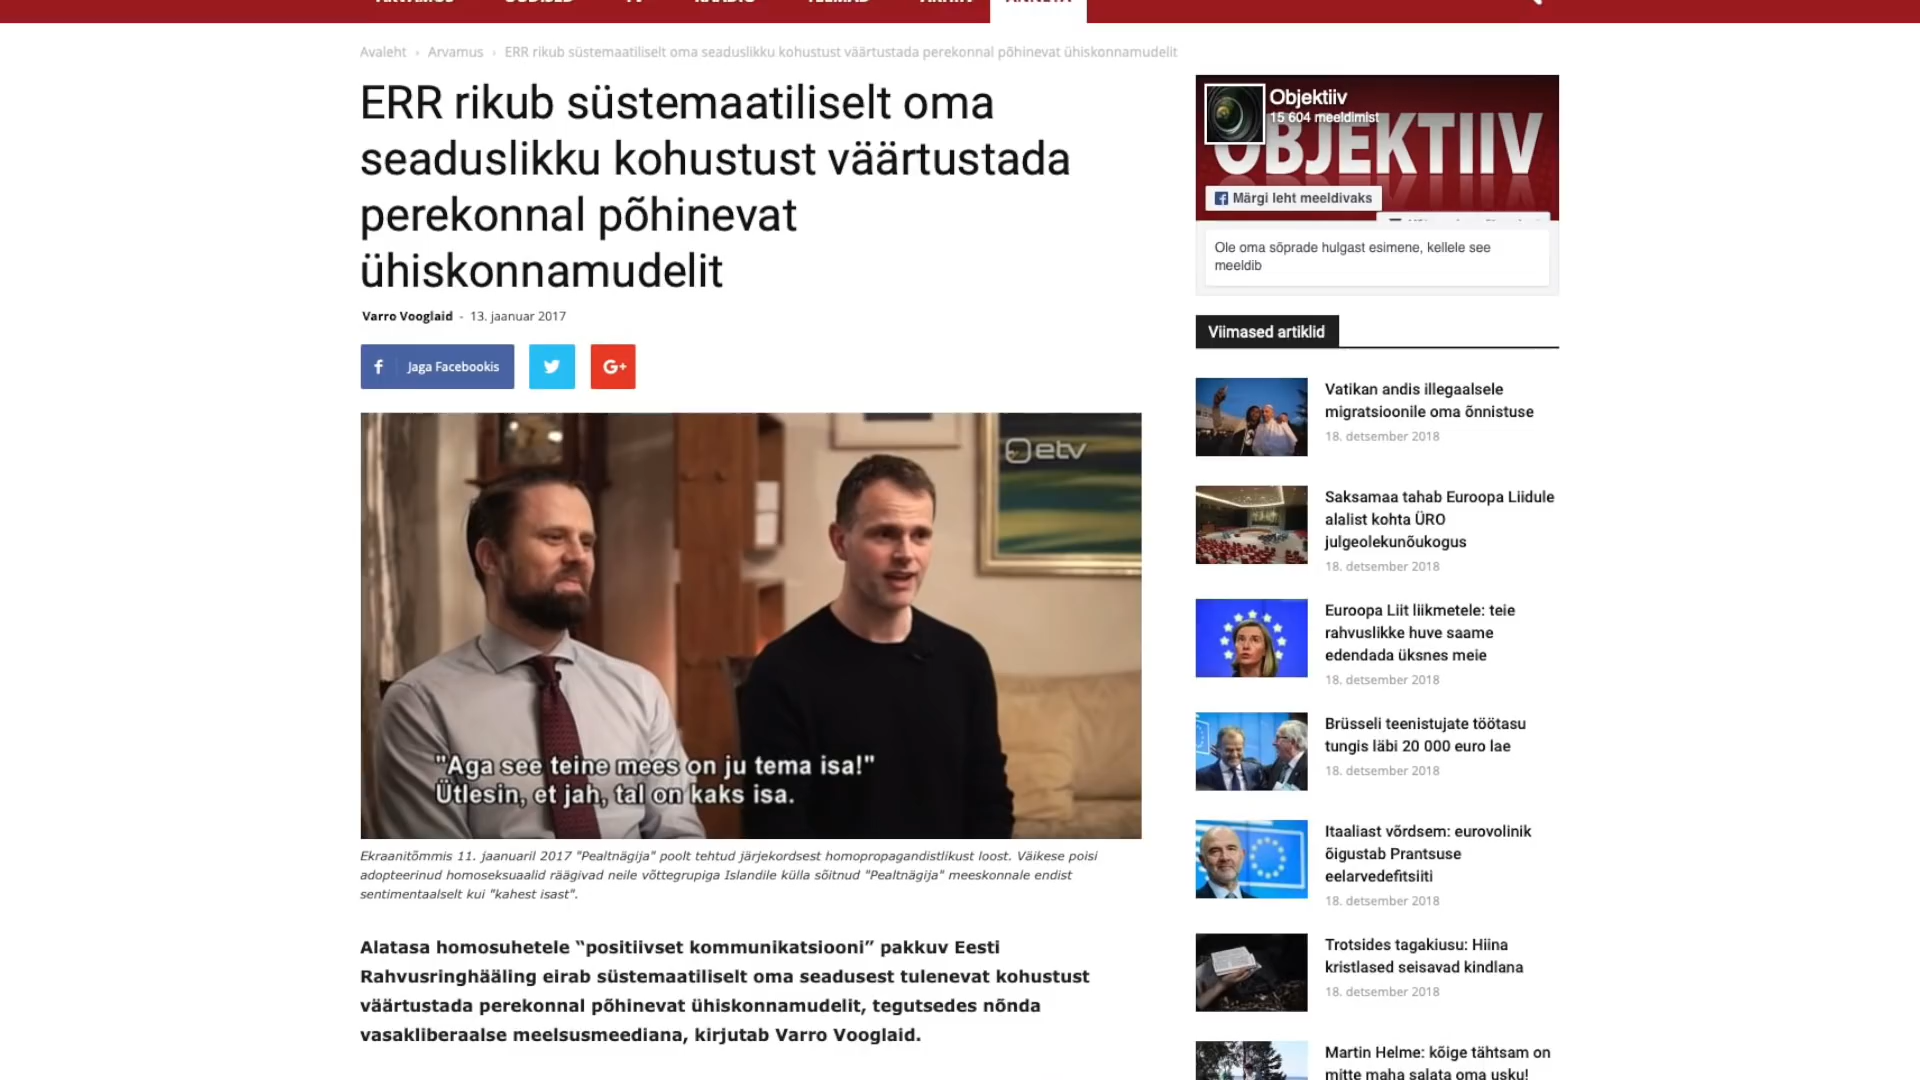 ARVAMUS UUDISED TV RAADIO TEEMAD ARHIIV ANNETA
Avaleht › Arvamus › ERR rikub süstemaatiliselt oma seaduslikku kohustust väärtustada perekonnal põhinevat ühiskonnamudelit
ERR rikub süstemaatiliselt oma
seaduslikku kohustust väärtustada
perekonnal põhinevat
ühiskonnamudelit
Varro Vooglaid - 13. jaanuar 2017
Jaga Facebookis
G+
etv
"Aga see teine mees on ju tema isa!"
Ütlesin, et jah, tal on kaks isa.
Ekraanitõmmis 11. jaanuaril 2017 "Pealtnägija" poolt tehtud järjekordsest homopropagandistlikust loost. Väikese poisi
adopteerinud homoseksuaalid räägivad neile võttegrupiga Islandile külla sõitnud "Pealtnägija" meeskonnale endist
sentimentaalselt kui "kahest isast".
Alatasa homosuhetele “positiivset kommunikatsiooni” pakkuv Eesti
Rahvusringhääling eirab süstemaatiliselt oma seadusest tulenevat kohustust
väärtustada perekonnal põhinevat ühiskonnamudelit, tegutsedes nõnda
vasakliberaalse meelsusmeediana, kirjutab Varro Vooglaid.
Objektiiv
15 604 meeldimist
OBJEKTIIV
Märgi leht meeldivaks
Ole oma sõprade hulgast esimene, kellele see
meeldib
Viimased artiklid
Vatikan andis illegaalsele
migratsioonile oma õnnistuse
18. detsember 2018
Saksamaa tahab Euroopa Liidule
alalist kohta ÜRO
julgeolekunõukogus
18. detsember 2018
Euroopa Liit liikmetele: teie
rahvuslikke huve saame
edendada üksnes meie
18. detsember 2018
Brüsseli teenistujate töötasu
tungis läbi 20 000 euro lae
18. detsember 2018
Itaaliast võrdsem: eurovolinik
õigustab Prantsuse
eelarvedefitsiiti
18. detsember 2018
Trotsides tagakiusu: Hiina
kristlased seisavad kindlana
18. detsember 2018
Martin Helme: kõige tähtsam on
mitte maha salata oma usku!